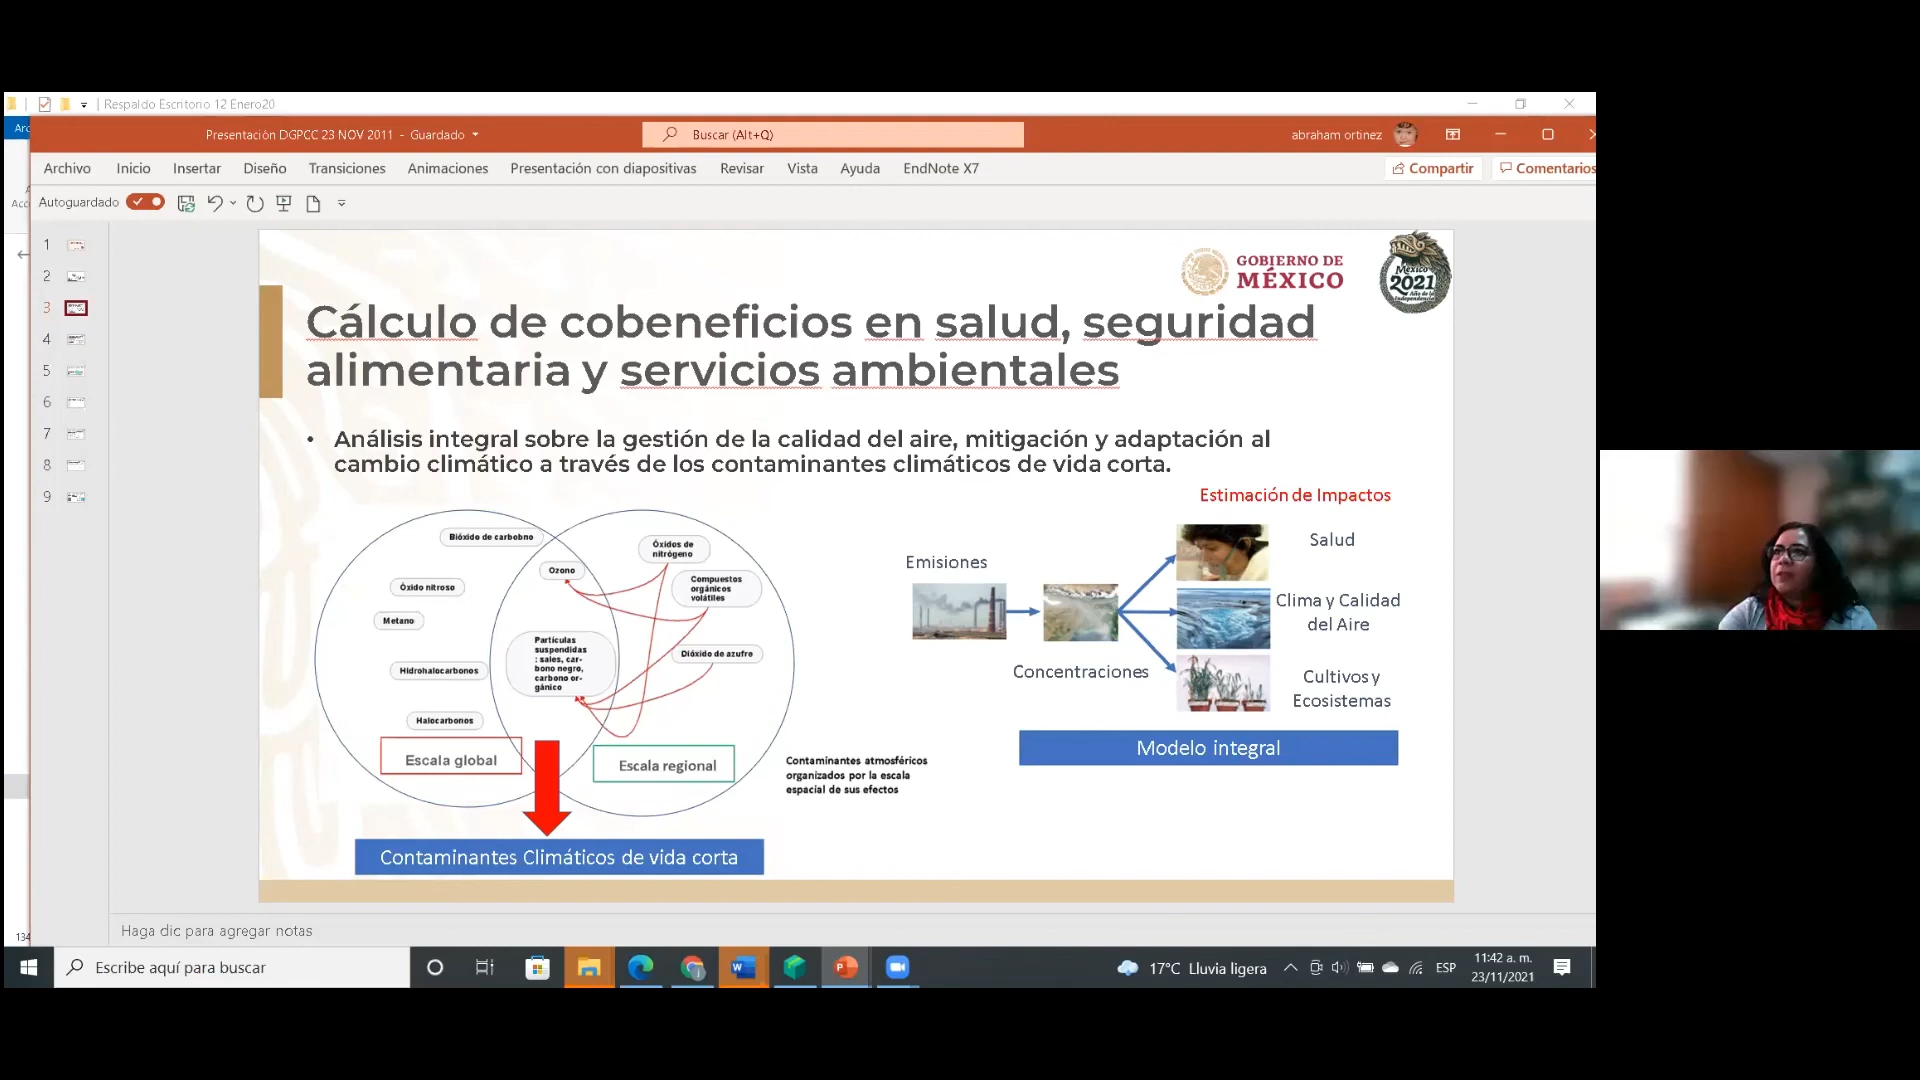 Respaldo Escritorio 12 Enero20
Presentación DGPCC 23 NOV 2011 - Guardado
Buscar (Alt+Q)
abraham ortinez
Archivo
Inicio
Insertar
Diseño
Transiciones
Animaciones
Presentación con diapositivas
Revisar
Vista
Ayuda
EndNote X7
Compartir
Comentarios
Autoguardado
1
2
3
4
5
6
7
8
9
GOBIERNO DE
MÉXICO
México
2021
Año de la
Independencia
Cálculo de cobeneficios en salud, seguridad
alimentaria y servicios ambientales
• Análisis integral sobre la gestión de la calidad del aire, mitigación y adaptación al
cambio climático a través de los contaminantes climáticos de vida corta.
Bióxido de carbobno
Óxido nitroso
Metano
Hidrohalocarbonos
Halocarbonos
Escala global
Ozono
Partículas
suspendidas
: sales, car-
bono negro,
carbono or-
gánico
Óxidos de
nitrógeno
Compuestos
orgánicos
volátiles
Dióxido de azufre
Escala regional
Contaminantes atmosféricos
organizados por la escala
espacial de sus efectos
Contaminantes Climáticos de vida corta
Estimación de Impactos
Emisiones
Concentraciones
Salud
Clima y Calidad
del Aire
Cultivos y
Ecosistemas
Modelo integral
Haga clic para agregar notas
134
Escribe aquí para buscar
17°C Lluvia ligera
ESP
11:42 a. m.
23/11/2021